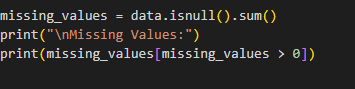 missing_values = data.isnull().sum()
print("\nMissing Values:")
print(missing_values[missing_values > 0])